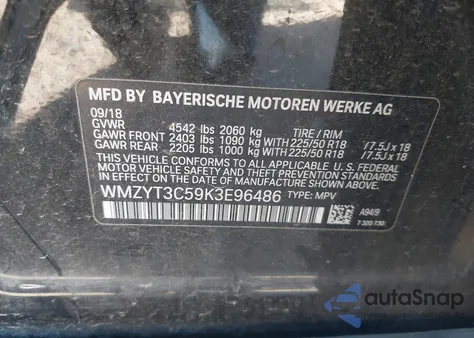 MFD BY BAYERISCHE MOTOREN WERKE AG
09/18
GVWR 4542 lbs 2060 kg TIRE / RIM
GAWR FRONT 2403 lbs 1090 kg WITH 225/50 R18 /7.5J x 18
GAWR REAR 2205 lbs 1000 kg WITH 225/50 R18 /7.5J x 18
THIS VEHICLE CONFORMS TO ALL APPLICABLE U.S. FEDERAL
MOTOR VEHICLE SAFETY STANDARDS
IN EFFECT ON THE DATE OF MANUFACTURE SHOWN ABOVE.
WMZYT3C59K3E96486 TYPE: MPV
A94/9
7 320 730
autoSnap